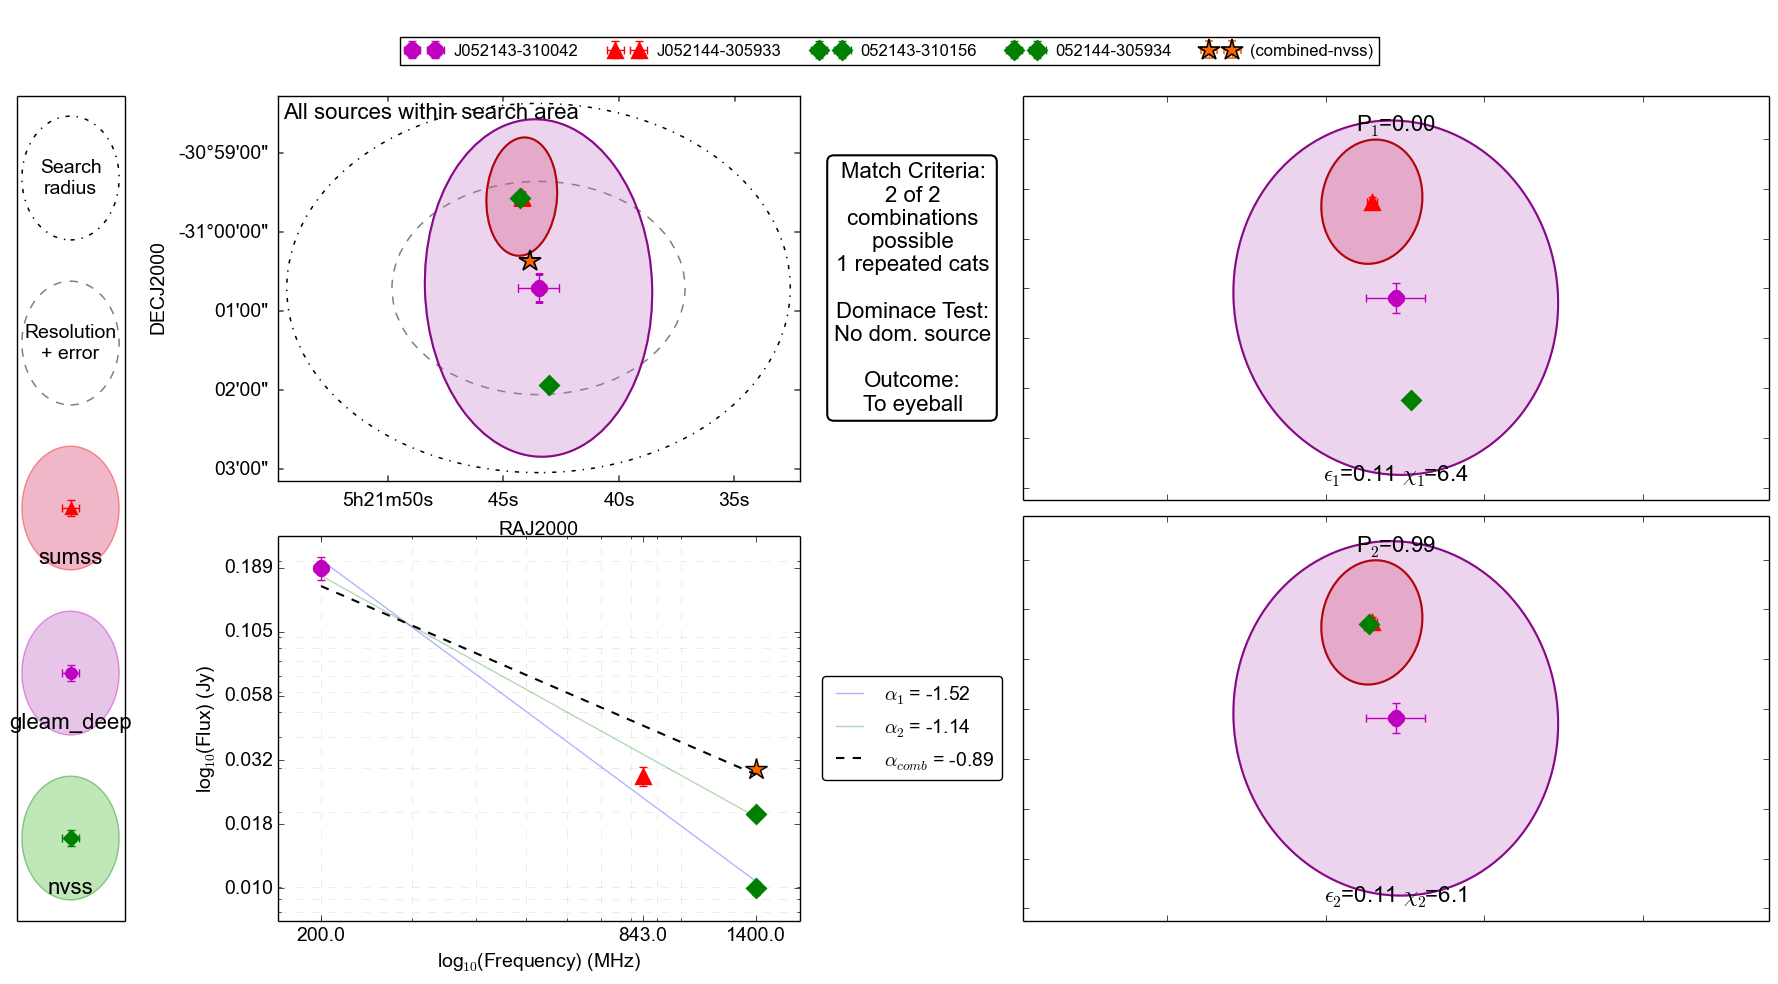 J052143-310042 J052144-305933 052143-310156 052144-305934 (combined-nvss)
Search
radius
Resolution
+ error
sumss
gleam_deep
nvss
All sources within search area
DECJ2000
-30°59'00"
-31°00'00"
01'00"
02'00"
03'00"
5h21m50s 45s 40s 35s
RAJ2000
Match Criteria:
2 of 2
combinations
possible
1 repeated cats
Dominace Test:
No dom. source
Outcome:
To eyeball
P₁=0.00
ϵ₁=0.11 χ₁=6.4
log₁₀(Flux) (Jy)
0.189
0.105
0.058
0.032
0.018
0.010
200.0 843.0 1400.0
log₁₀(Frequency) (MHz)
α₁ = -1.52
α₂ = -1.14
α_comb = -0.89
P₂=0.99
ϵ₂=0.11 χ₂=6.1